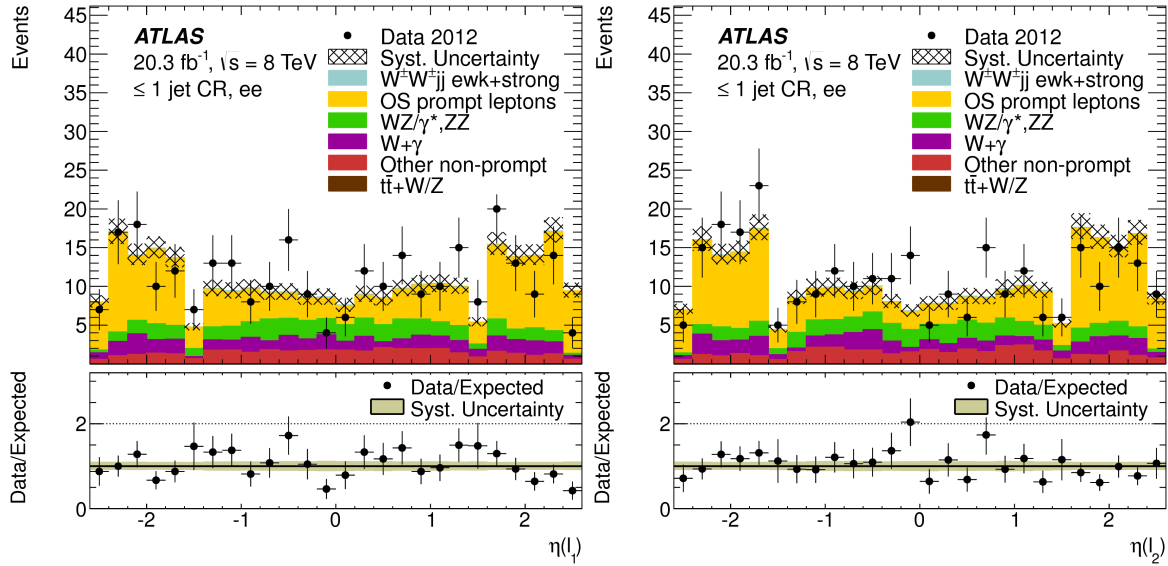 Events
45
40
35
30
25
20
15
10
5
ATLAS
20.3 fb⁻¹, √s = 8 TeV
≤ 1 jet CR, ee
Data 2012
Syst. Uncertainty
W±W±jj ewk+strong
OS prompt leptons
WZ/γ*,ZZ
W+γ
Other non-prompt
tt̄+W/Z
Data/Expected
2
1
0
Data/Expected
Syst. Uncertainty
-2
-1
0
1
2
η(l₁)
Events
45
40
35
30
25
20
15
10
5
ATLAS
20.3 fb⁻¹, √s = 8 TeV
≤ 1 jet CR, ee
Data 2012
Syst. Uncertainty
W±W±jj ewk+strong
OS prompt leptons
WZ/γ*,ZZ
W+γ
Other non-prompt
tt̄+W/Z
Data/Expected
2
1
0
Data/Expected
Syst. Uncertainty
-2
-1
0
1
2
η(l₂)